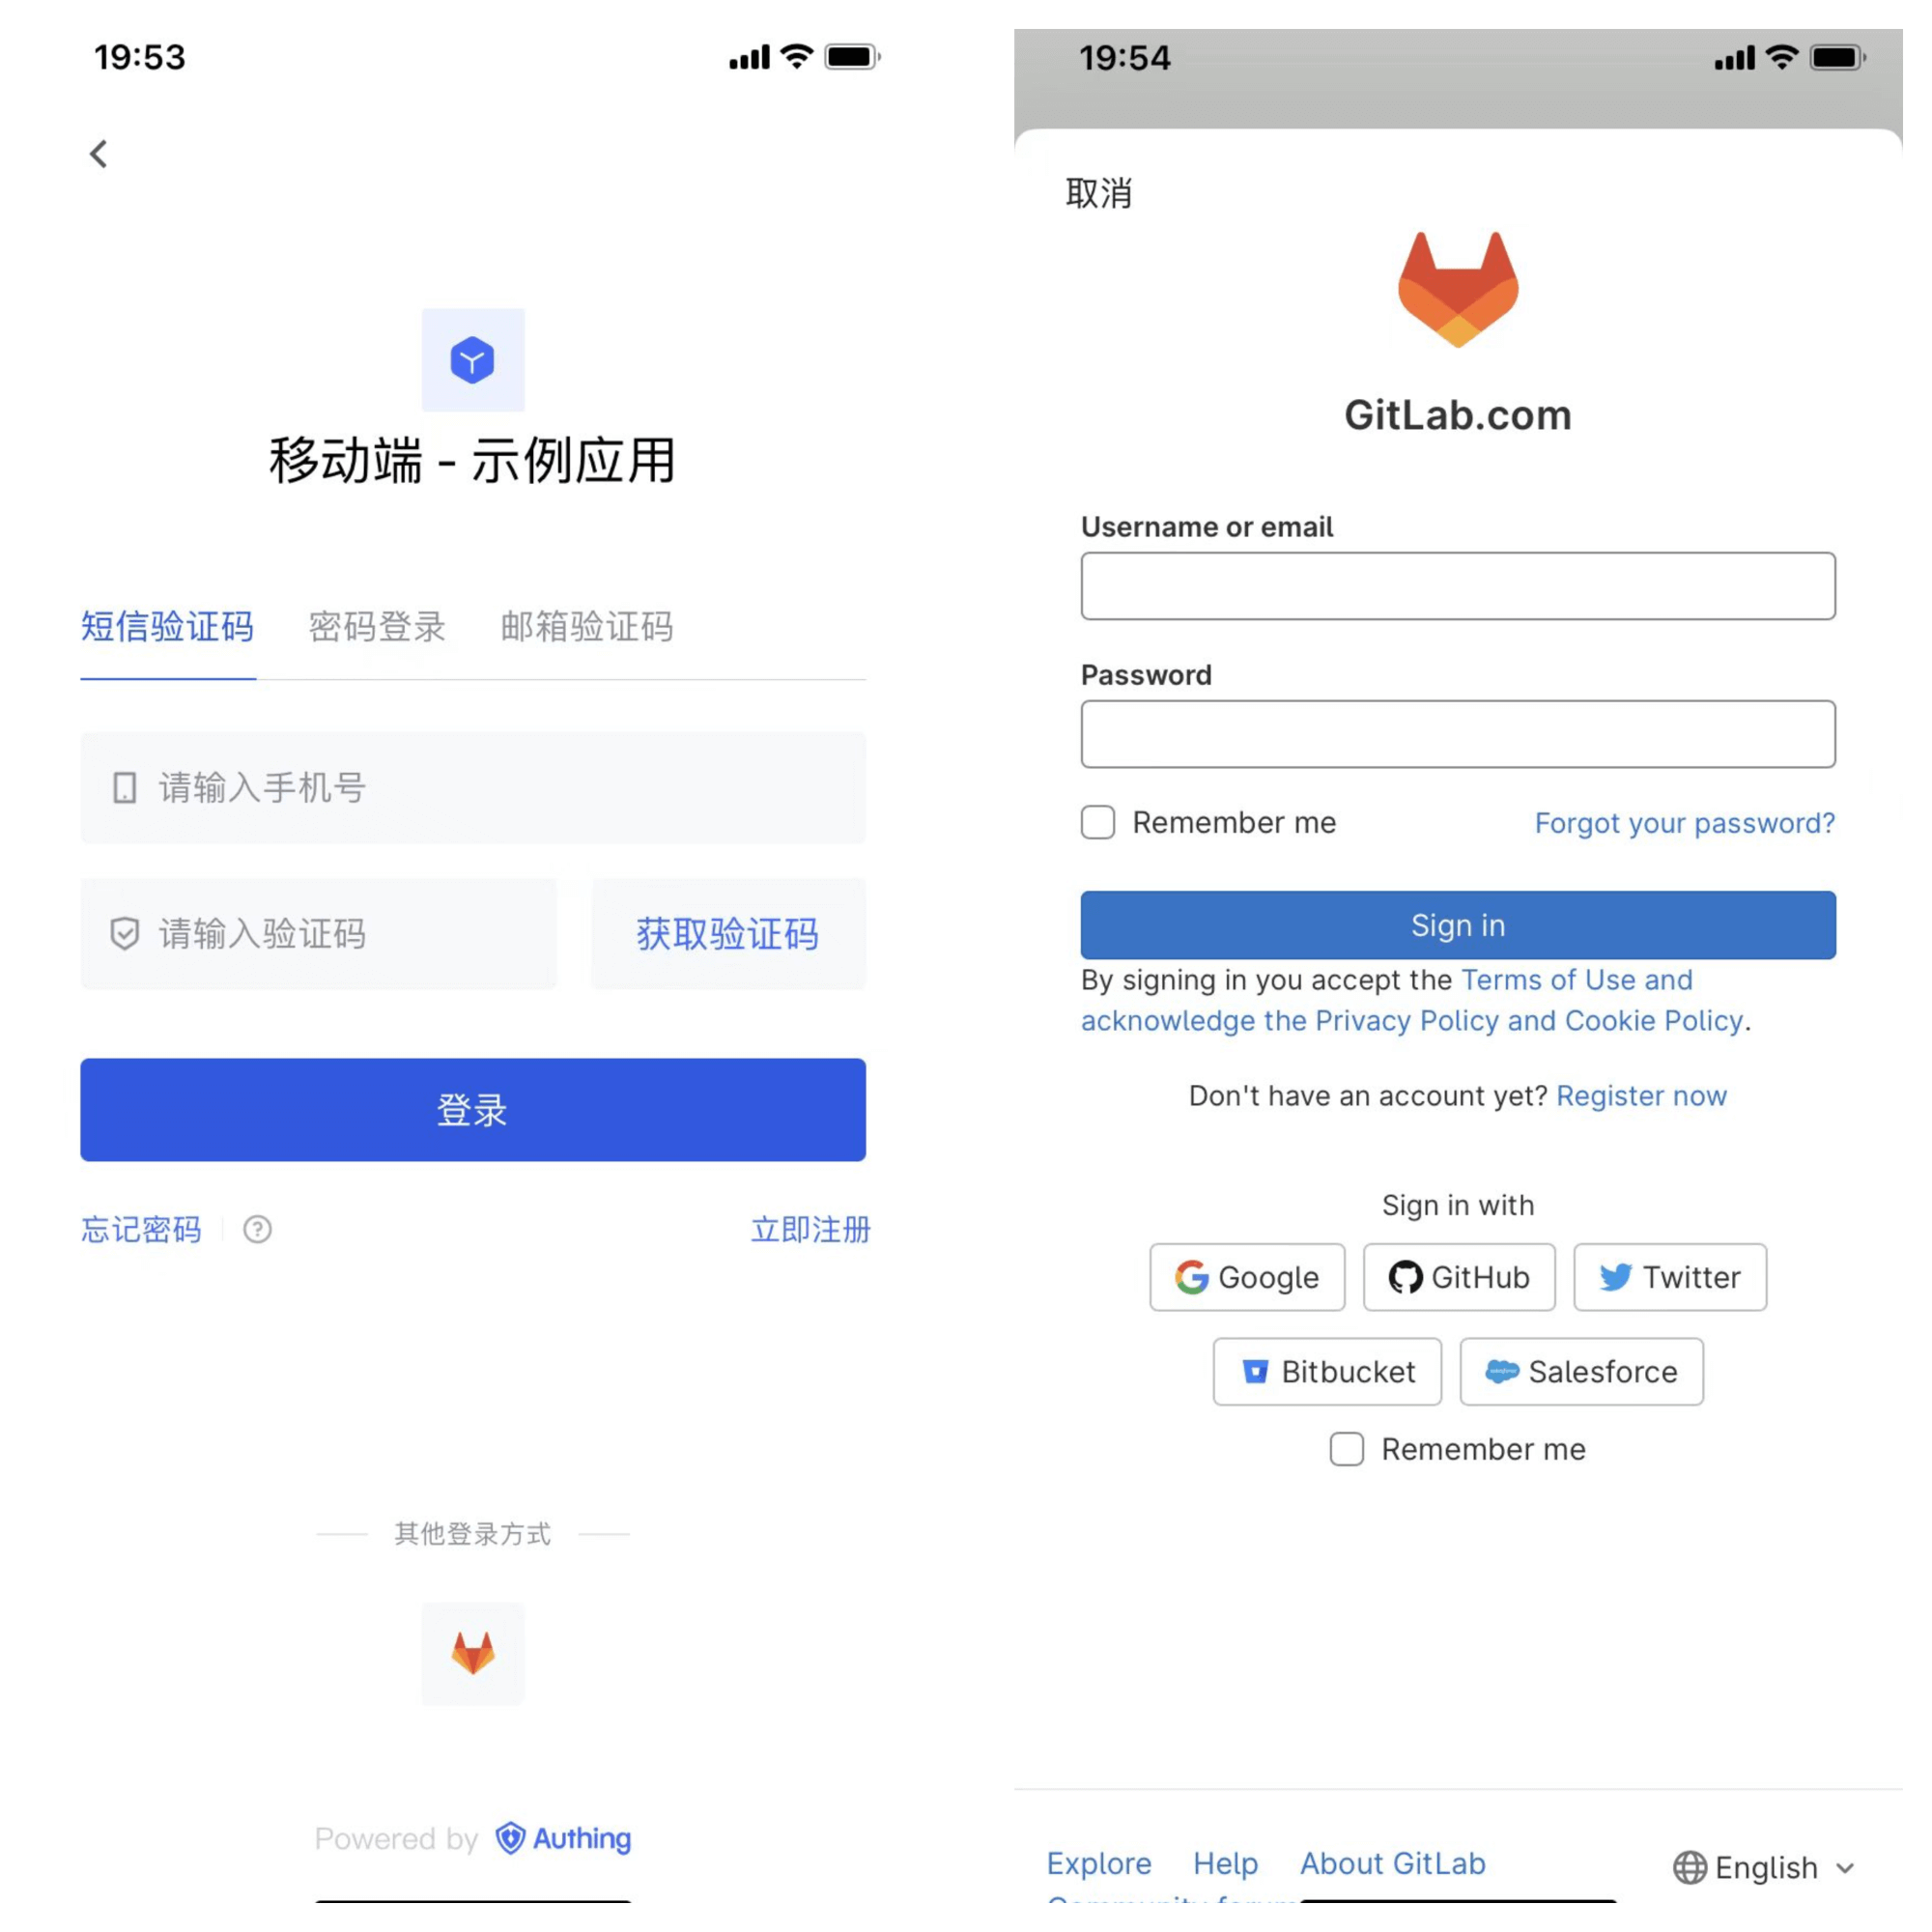 19:53
移动端 - 示例应用
短信验证码 密码登录 邮箱验证码
请输入手机号
请输入验证码 获取验证码
登录
忘记密码 ? 立即注册
其他登录方式
Powered by Authing
19:54
取消
GitLab.com
Username or email
Password
Remember me Forgot your password?
Sign in
By signing in you accept the Terms of Use and
acknowledge the Privacy Policy and Cookie Policy.
Don't have an account yet? Register now
Sign in with
Google GitHub Twitter
Bitbucket Salesforce
Remember me
Explore Help About GitLab English